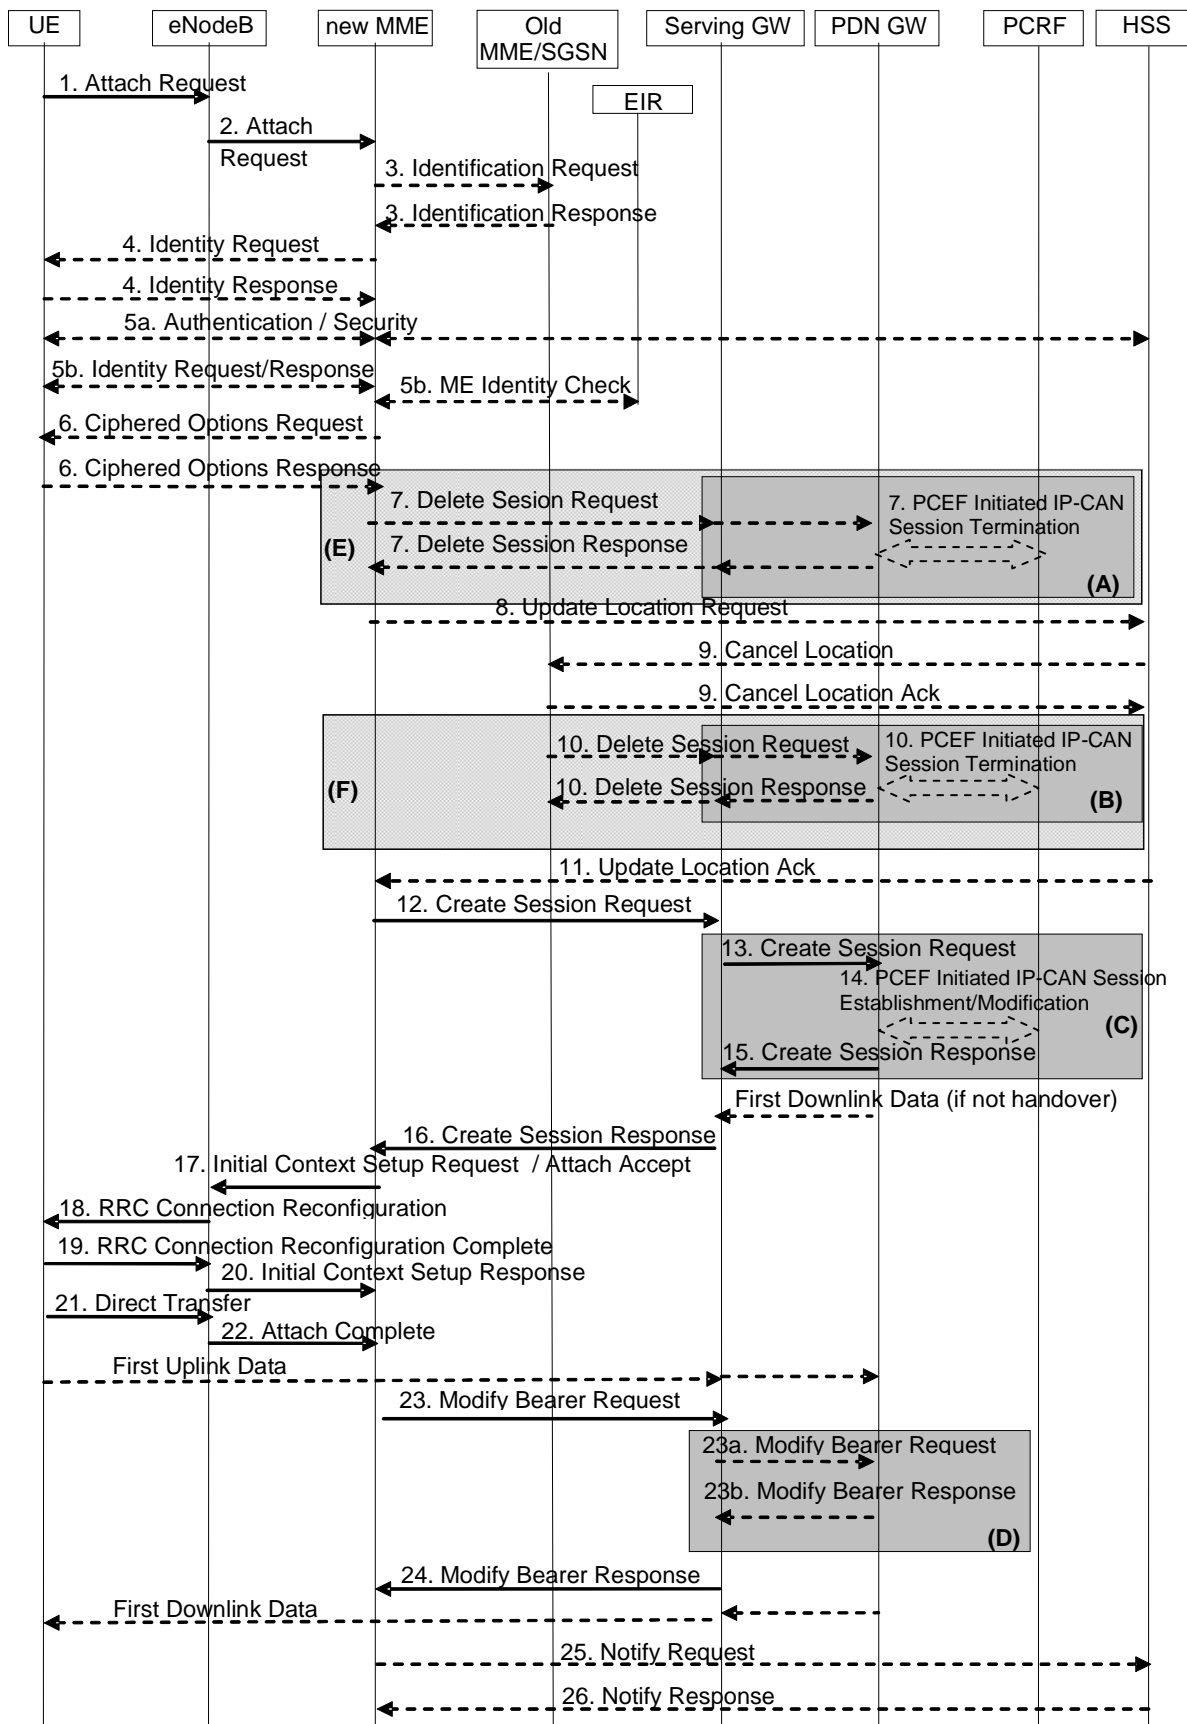 UE
eNodeB
new MME
Old
MME/SGSN
Serving GW
PDN GW
PCRF
HSS
EIR
1. Attach Request
2. Attach
Request
3. Identification Request
3. Identification Response
4. Identity Request
4. Identity Response
5a. Authentication / Security
5b. Identity Request/Response
5b. ME Identity Check
6. Ciphered Options Request
6. Ciphered Options Response
7. Delete Sesion Request
7. PCEF Initiated IP-CAN
Session Termination
7. Delete Session Response
(E)
(A)
8. Update Location Request
9. Cancel Location
9. Cancel Location Ack
10. Delete Session Request
10. PCEF Initiated IP-CAN
Session Termination
10. Delete Session Response
(F)
(B)
11. Update Location Ack
12. Create Session Request
13. Create Session Request
14. PCEF Initiated IP-CAN Session
Establishment/Modification
(C)
15. Create Session Response
First Downlink Data (if not handover)
16. Create Session Response
17. Initial Context Setup Request / Attach Accept
18. RRC Connection Reconfiguration
19. RRC Connection Reconfiguration Complete
20. Initial Context Setup Response
21. Direct Transfer
22. Attach Complete
First Uplink Data
23. Modify Bearer Request
23a. Modify Bearer Request
23b. Modify Bearer Response
(D)
24. Modify Bearer Response
First Downlink Data
25. Notify Request
26. Notify Response